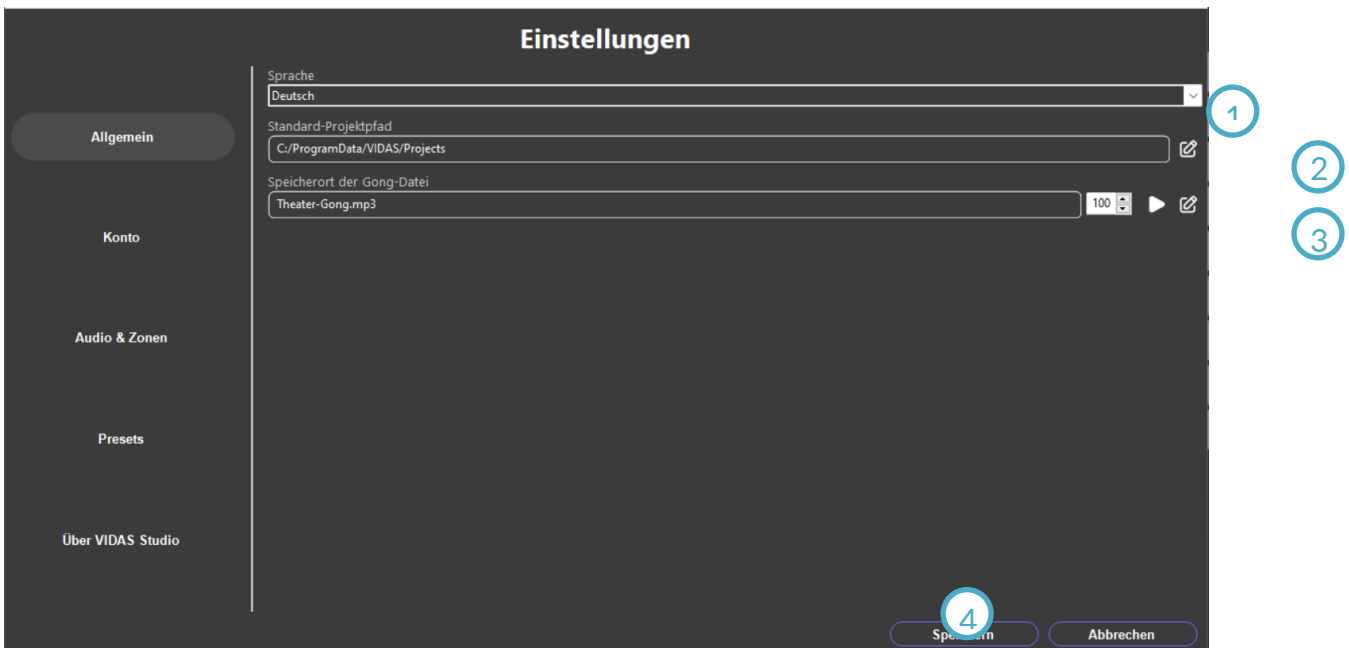 Einstellungen
Sprache
Deutsch
1
Allgemein
Standard-Projektpfad
C:/ProgramData/VIDAS/Projects
2
Speicherort der Gong-Datei
Theater-Gong.mp3
100
3
Konto
Audio & Zonen
Presets
Über VIDAS Studio
4
Abbrechen